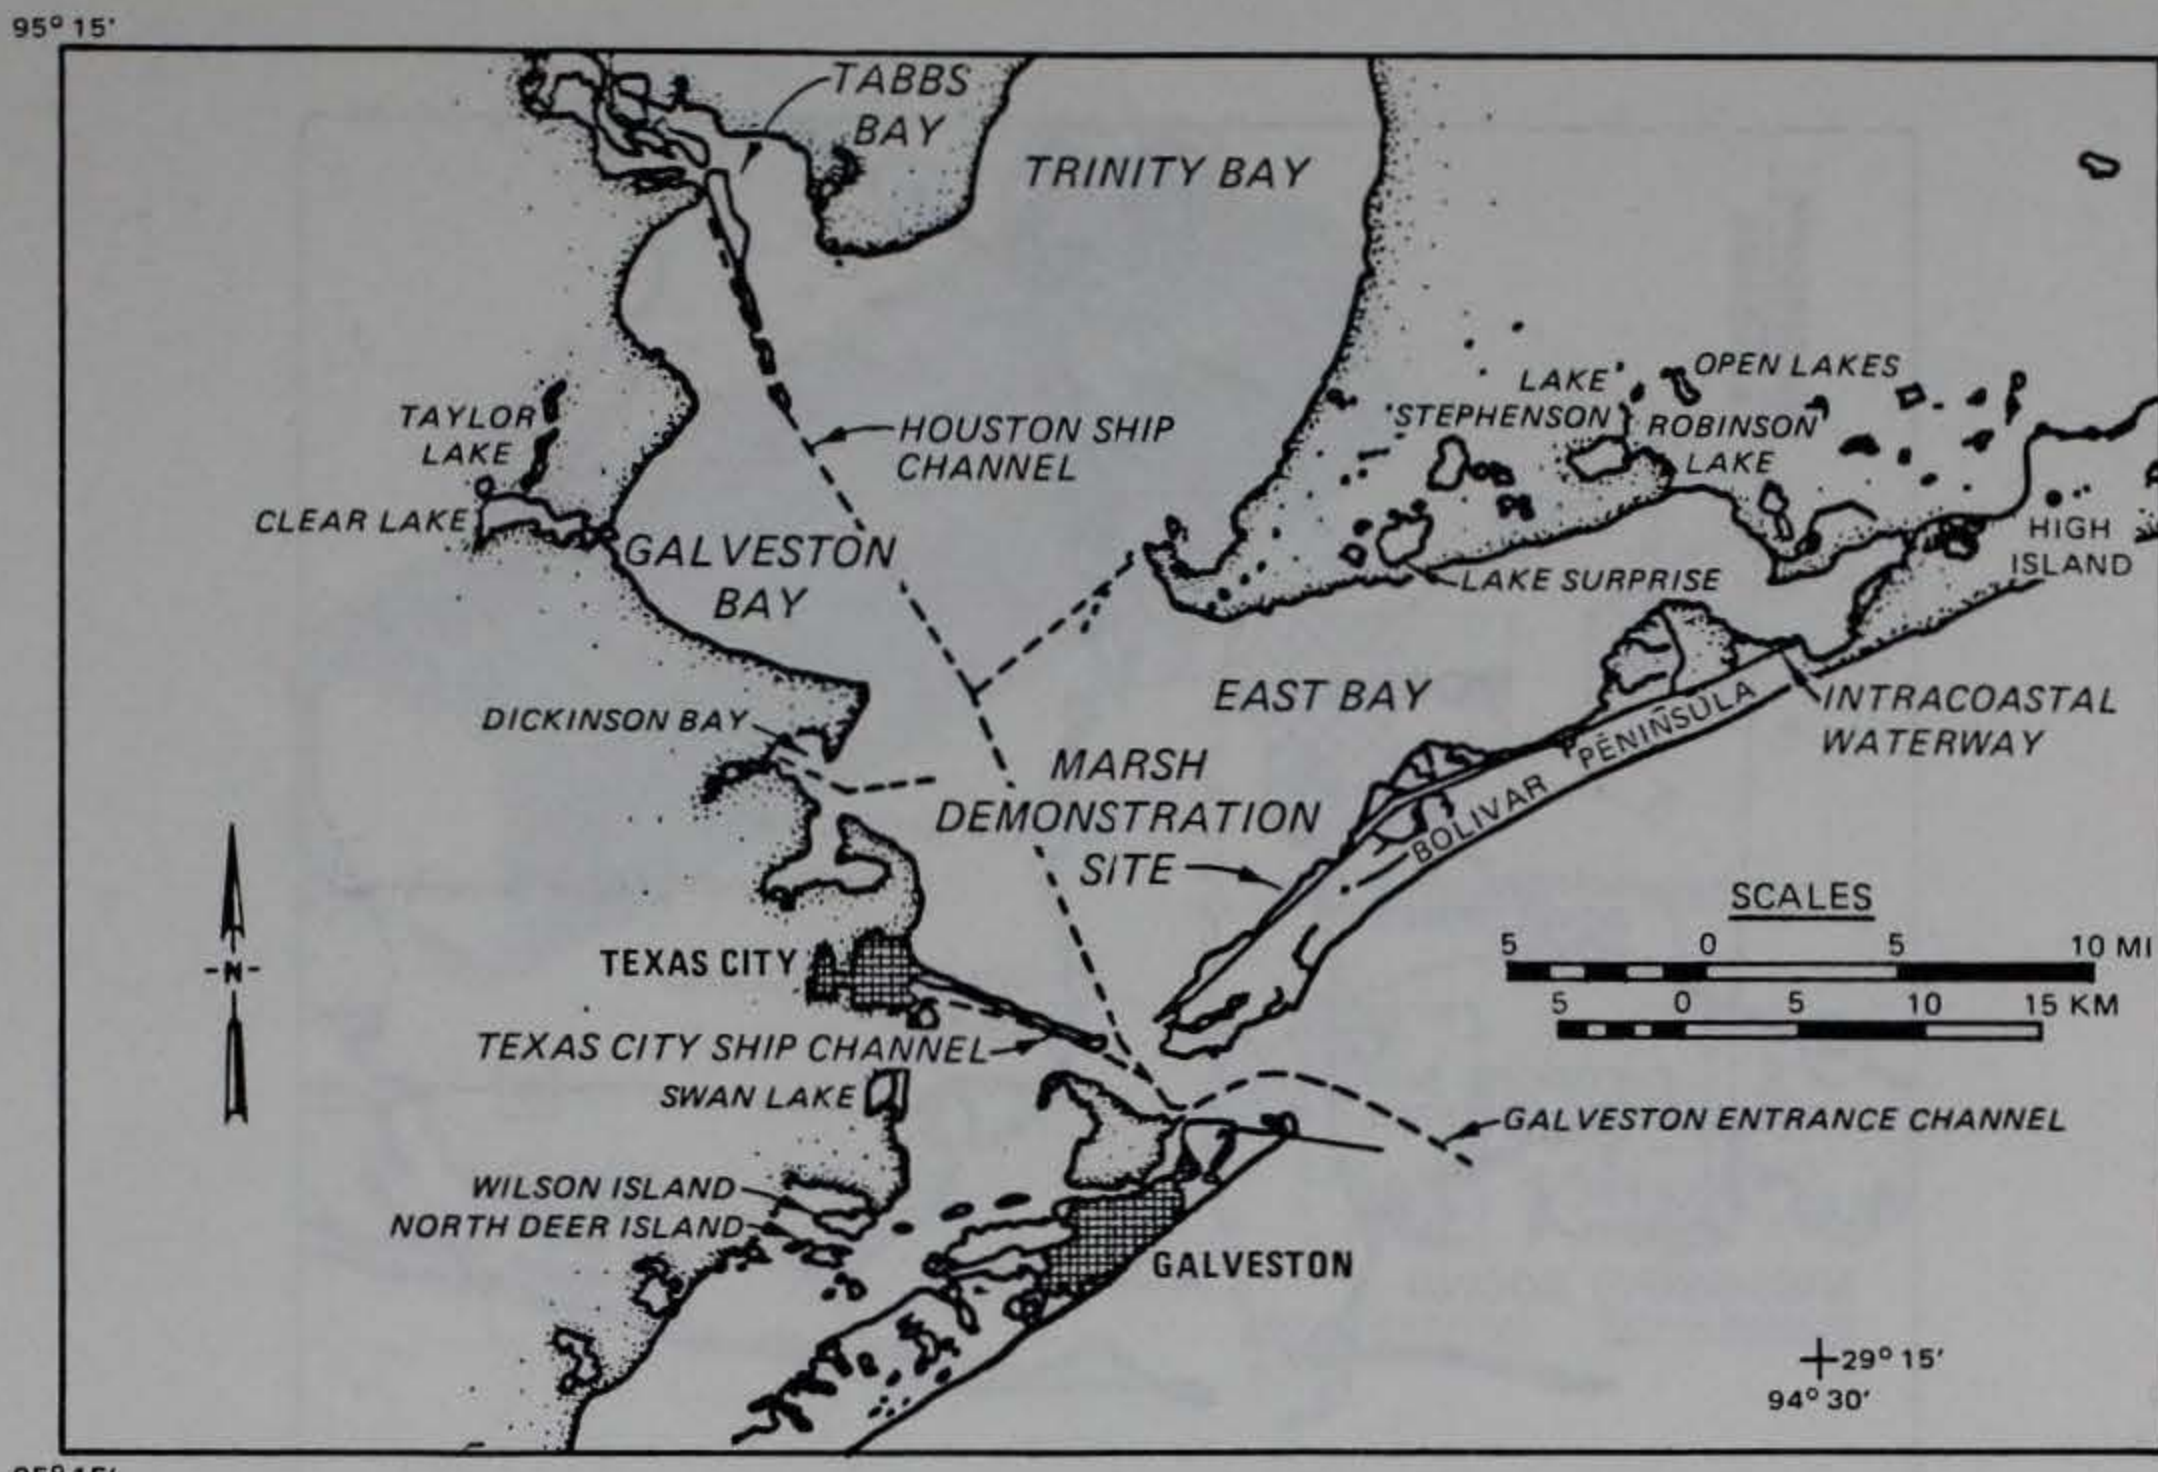 95° 15'
TABBS
BAY
TRINITY BAY
OPEN LAKES
LAKE
STEPHENSON
ROBINSON
LAKE
TAYLOR
LAKE
HOUSTON SHIP
CHANNEL
CLEAR LAKE
GALVESTON
BAY
HIGH
ISLAND
LAKE SURPRISE
DICKINSON BAY
EAST BAY
INTRACOASTAL
WATERWAY
BOLIVAR PENINSULA
MARSH
DEMONSTRATION
SITE
SCALES
5 0 5 10 MI
5 0 5 10 15 KM
-N-
TEXAS CITY
TEXAS CITY SHIP CHANNEL
SWAN LAKE
GALVESTON ENTRANCE CHANNEL
WILSON ISLAND
NORTH DEER ISLAND
GALVESTON
29° 15'
94° 30'